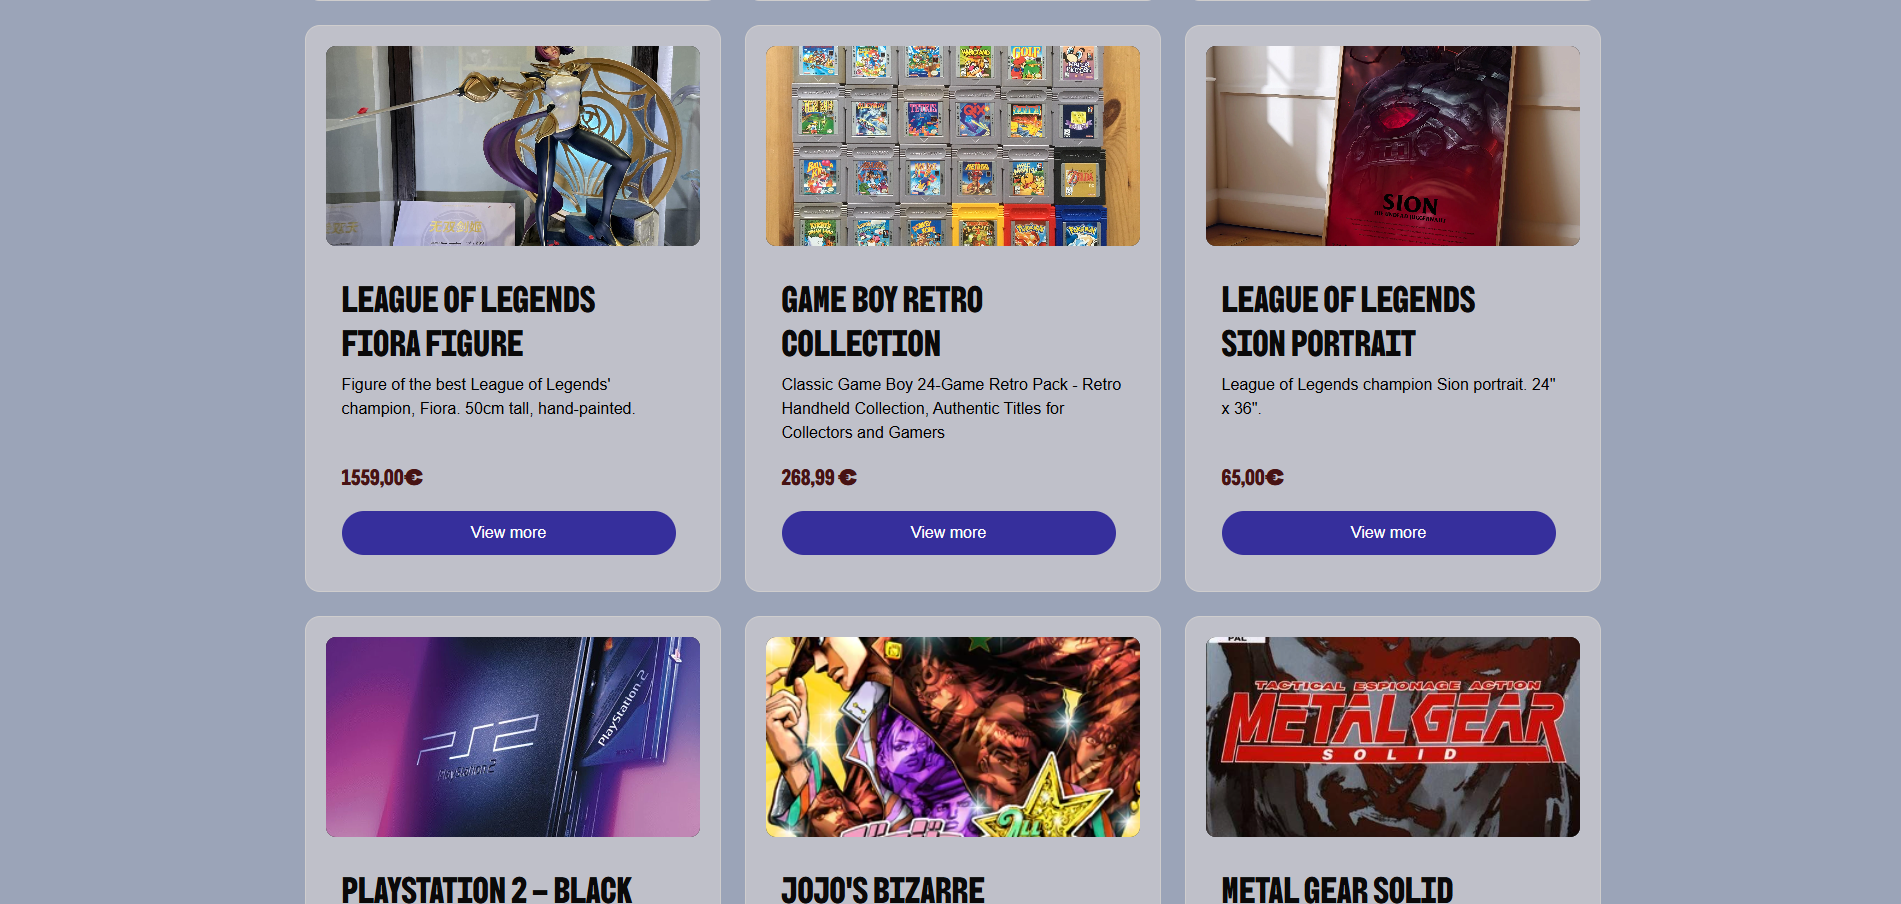 SION
LEAGUE OF LEGENDS
FIORA FIGURE
Figure of the best League of Legends'
champion, Fiora. 50cm tall, hand-painted.
1559,00€
View more
GAME BOY RETRO
COLLECTION
Classic Game Boy 24-Game Retro Pack - Retro
Handheld Collection, Authentic Titles for
Collectors and Gamers
268,99 €
View more
LEAGUE OF LEGENDS
SION PORTRAIT
League of Legends champion Sion portrait. 24"
x 36".
65,00€
View more
PS2
PlayStation 2
PlayStation 2
PAL
TACTICAL ESPIONAGE ACTION
METAL GEAR
SOLID
PLAYSTATION 2 – BLACK
JOJO'S BIZARRE
METAL GEAR SOLID